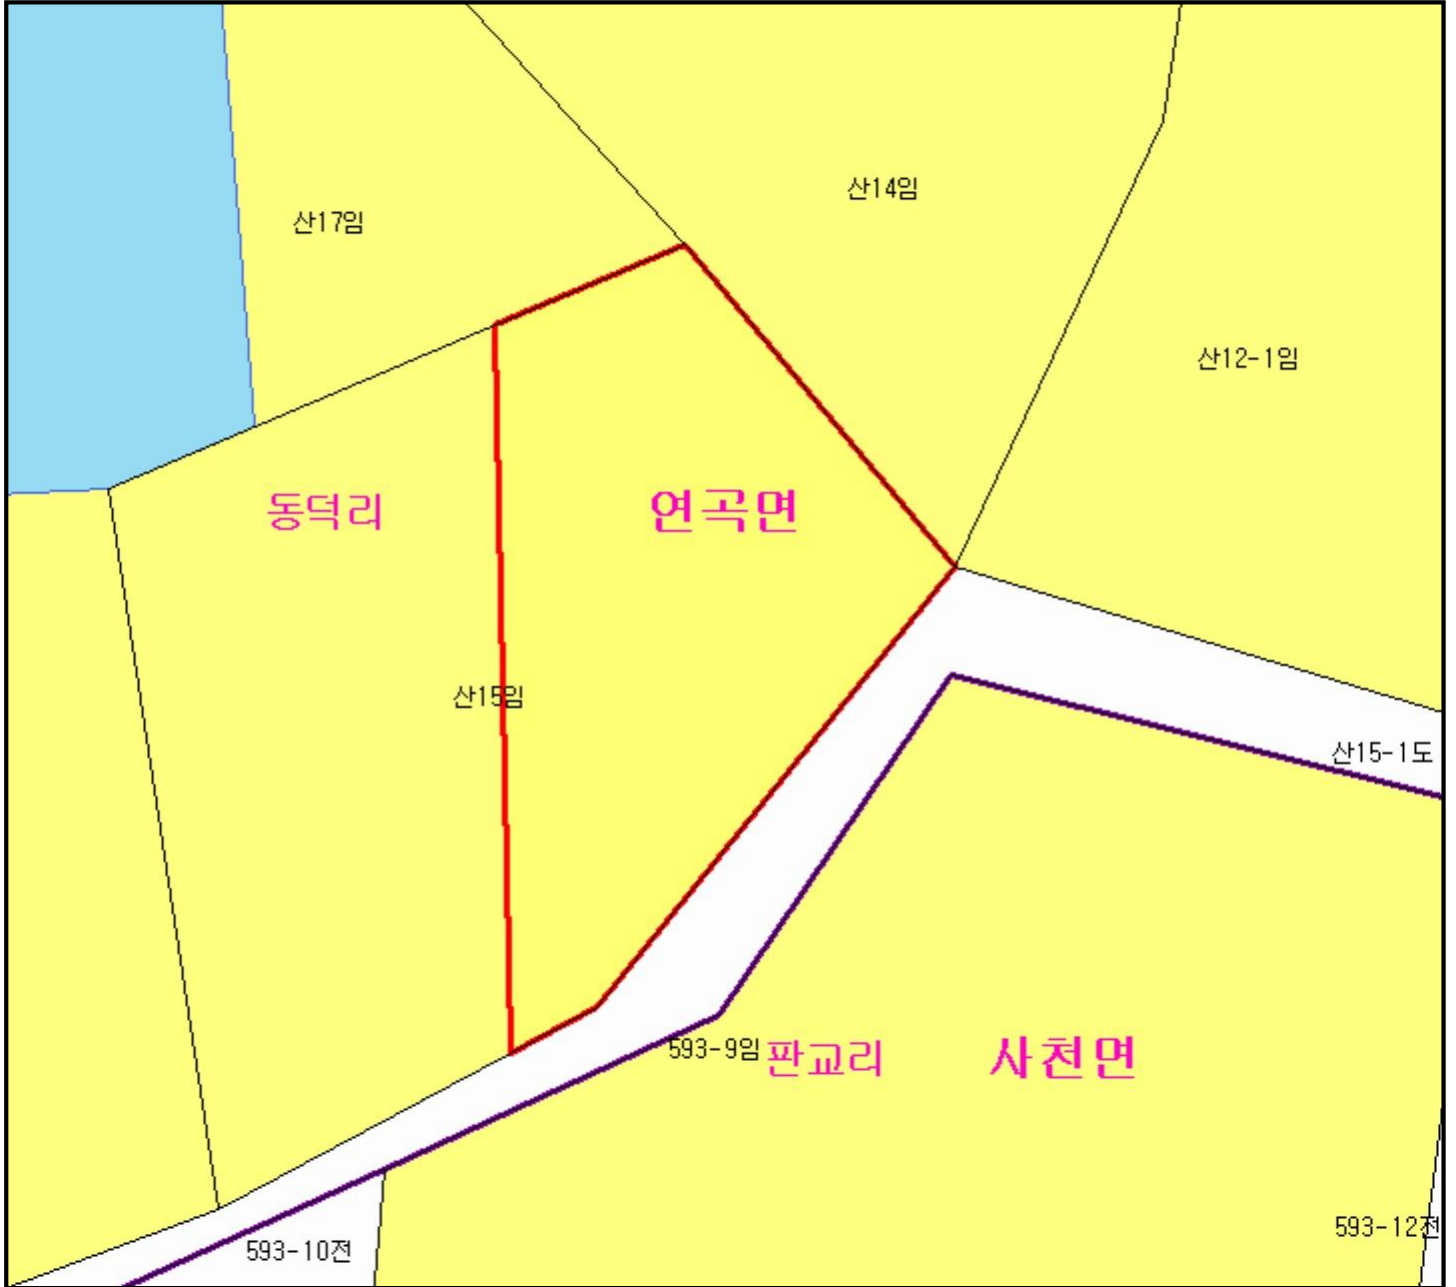 산14임
산17임
산12-1임
동덕리
연곡면
산15임
산15-1도
593-9임
판교리
사천면
593-12전
593-10전